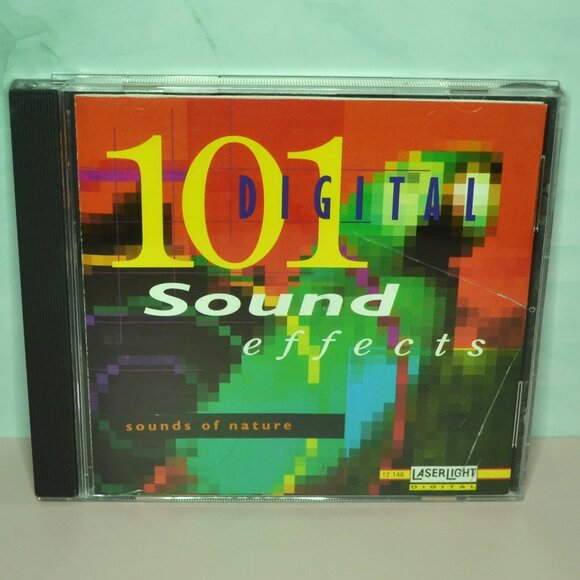 101
DIGITAL
Sound
effects
sounds of nature
12 146
LASERLIGHT
DIGITAL